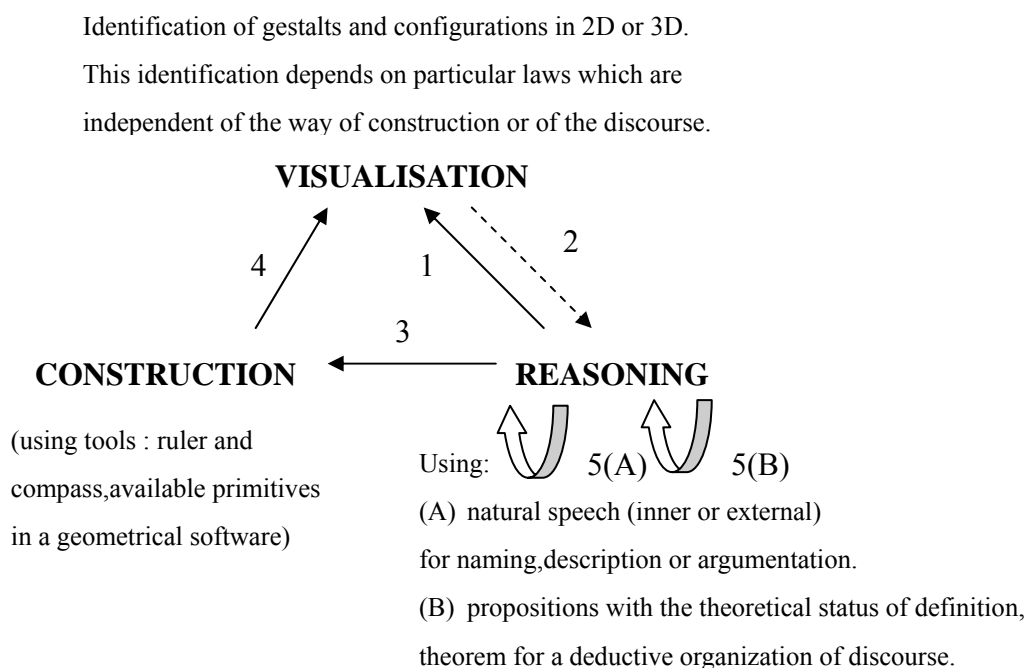 Identification of gestalts and configurations in 2D or 3D.
This identification depends on particular laws which are
independent of the way of construction or of the discourse.
VISUALISATION
4
1
2
3
CONSTRUCTION
REASONING
(using tools : ruler and
compass,available primitives
in a geometrical software)
Using:
5(A)
5(B)
(A) natural speech (inner or external)
for naming,description or argumentation.
(B) propositions with the theoretical status of definition,
theorem for a deductive organization of discourse.